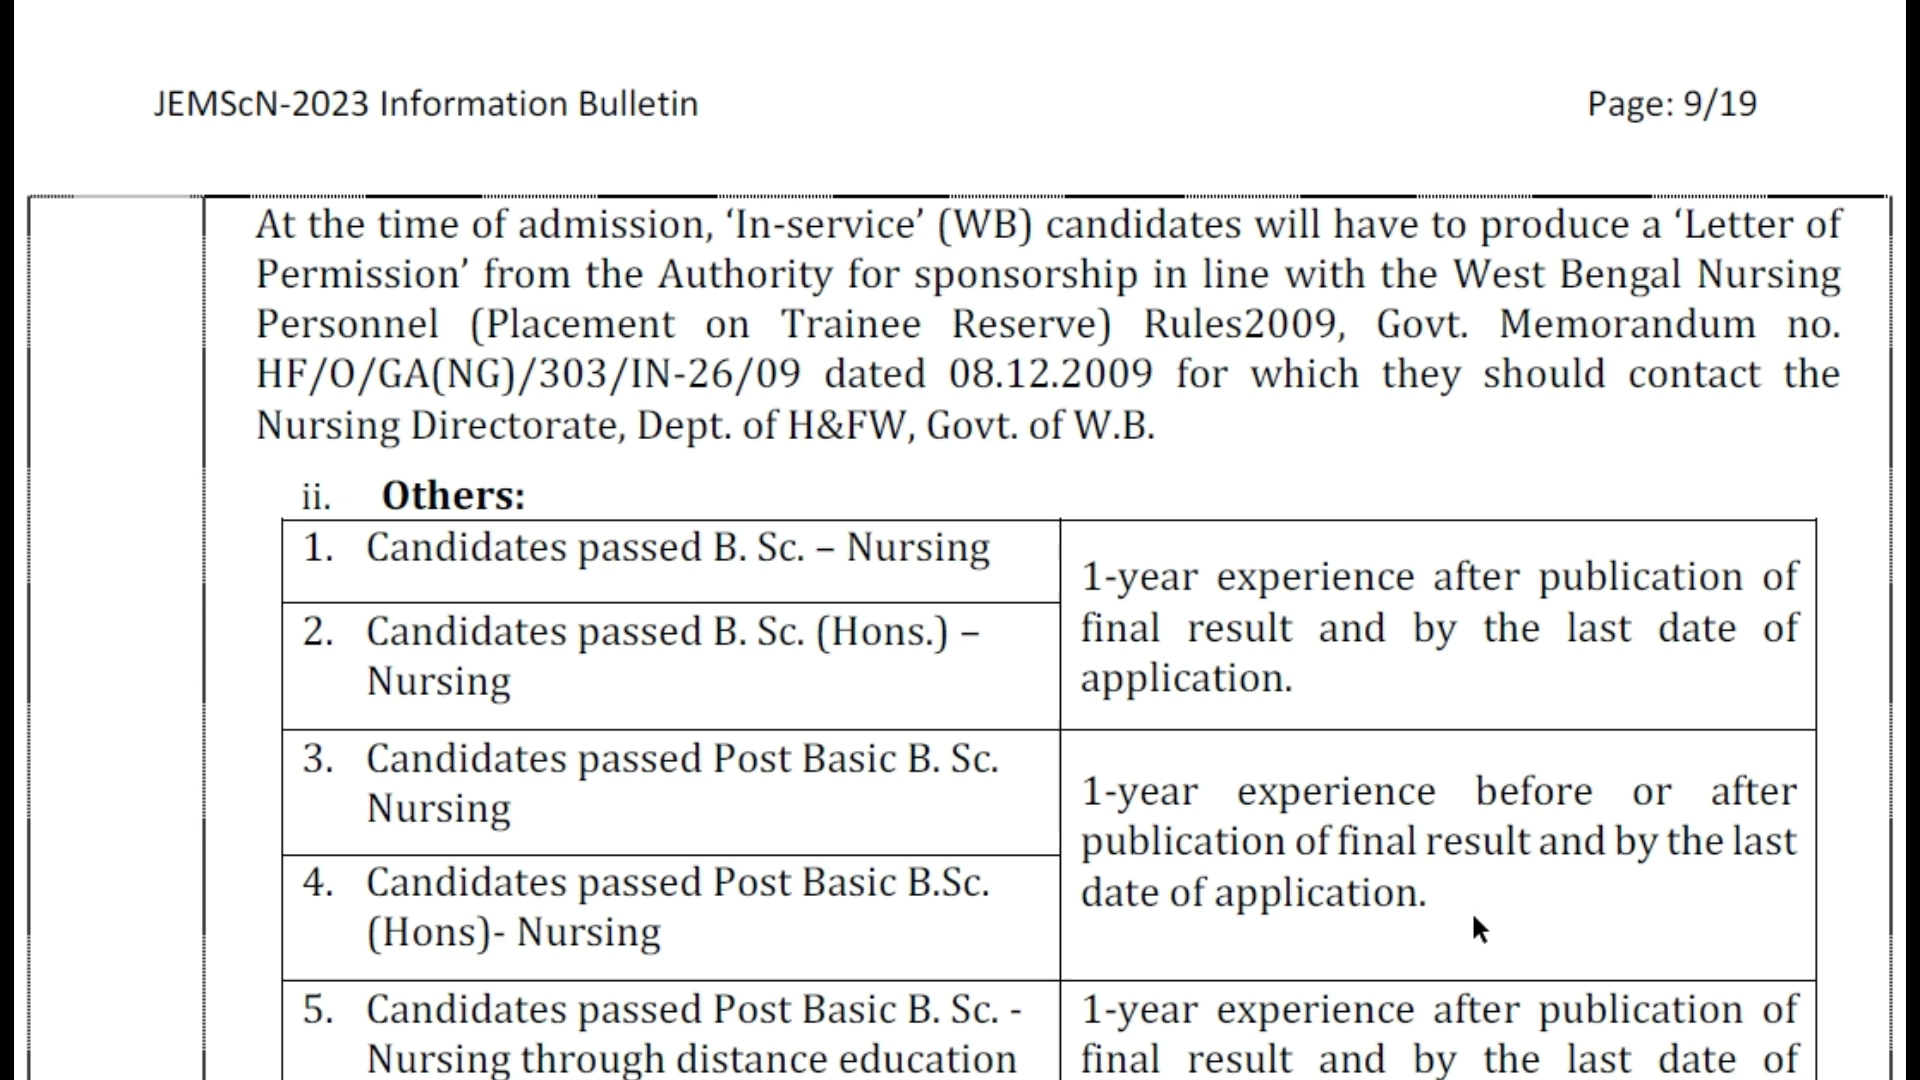 JEMScN-2023 Information Bulletin
Page: 9/19
At the time of admission, ‘In-service’ (WB) candidates will have to produce a ‘Letter of
Permission’ from the Authority for sponsorship in line with the West Bengal Nursing
Personnel (Placement on Trainee Reserve) Rules2009, Govt. Memorandum no.
HF/O/GA(NG)/303/IN-26/09 dated 08.12.2009 for which they should contact the
Nursing Directorate, Dept. of H&FW, Govt. of W.B.
ii. Others:
1. Candidates passed B. Sc. – Nursing
2. Candidates passed B. Sc. (Hons.) –
Nursing
1-year experience after publication of
final result and by the last date of
application.
3. Candidates passed Post Basic B. Sc.
Nursing
4. Candidates passed Post Basic B.Sc.
(Hons)- Nursing
1-year experience before or after
publication of final result and by the last
date of application.
5. Candidates passed Post Basic B. Sc. -
Nursing through distance education
1-year experience after publication of
final result and by the last date of